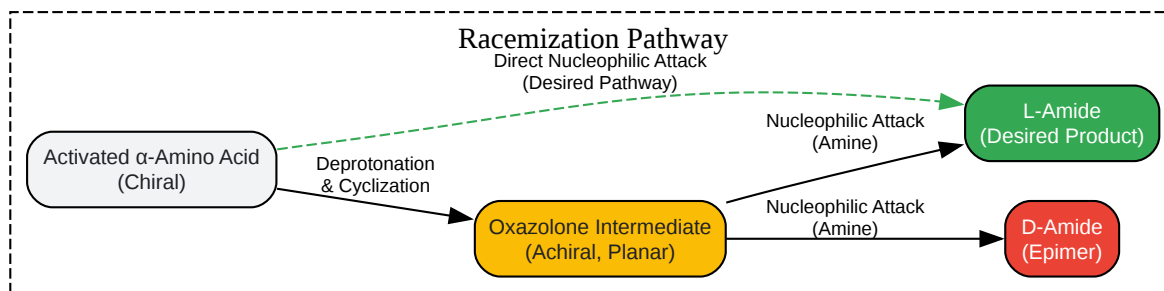 Racemization Pathway
Direct Nucleophilic Attack
(Desired Pathway)
Activated α-Amino Acid
(Chiral)
Deprotonation
& Cyclization
Oxazolone Intermediate
(Achiral, Planar)
Nucleophilic Attack
(Amine)
L-Amide
(Desired Product)
Nucleophilic Attack
(Amine)
D-Amide
(Epimer)